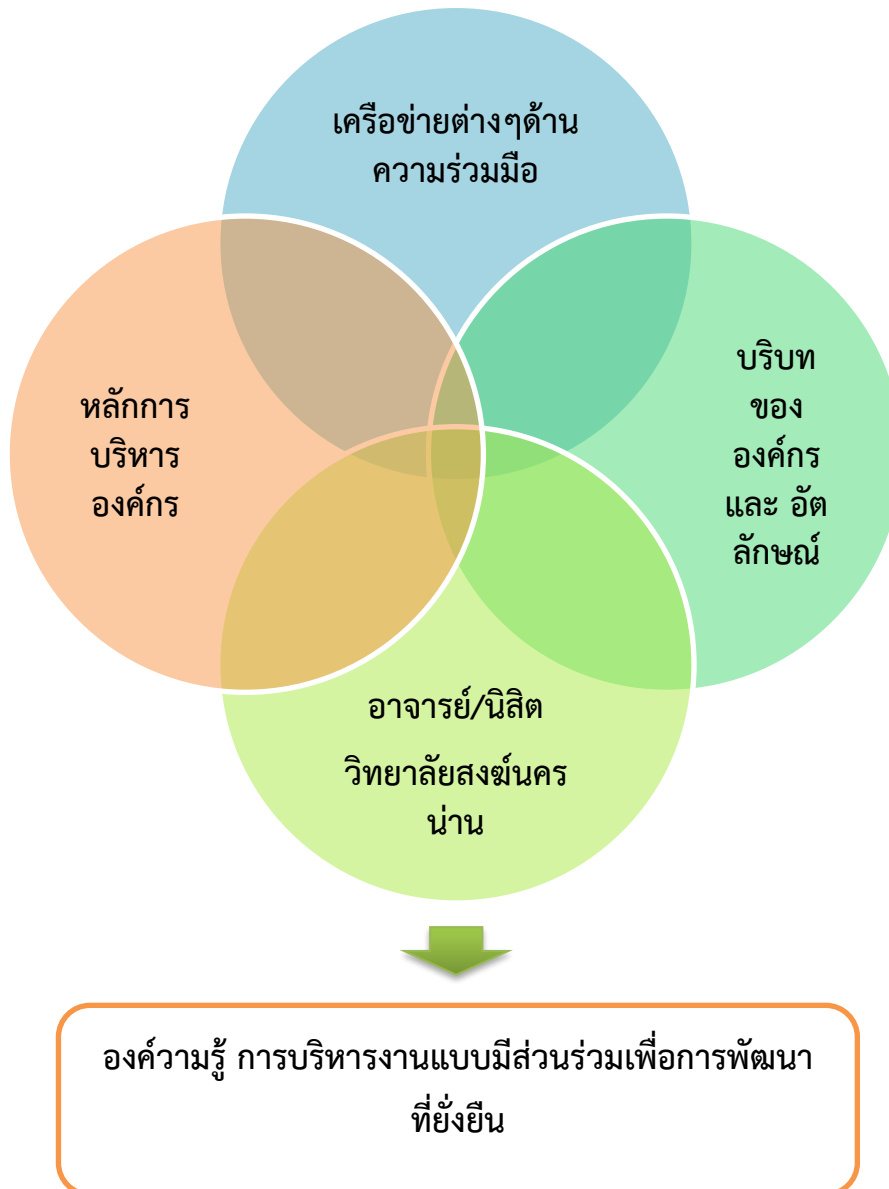 เครือข่ายต่างๆด้าน
ความร่วมมือ
หลักการ
บริหาร
องค์กร
บริบท
ของ
องค์กร
และ อัต
ลักษณ์
อาจารย์/นิสิต
วิทยาลัยสงฆ์นคร
น่าน
องค์วามรู้ การบริหารงานแบบมีส่วนร่วมเพื่อการพัฒนา
ที่ยั่งยืน